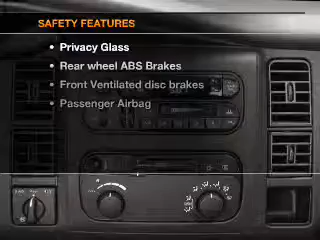 SAFETY FEATURES
• Privacy Glass
• Rear wheel ABS Brakes
• Front Ventilated disc brakes
• Passenger Airbag